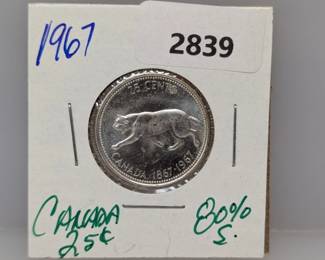 1967
2839
25 CENTS
CANADA 1867-1967
CANADA
25¢
80%
S.